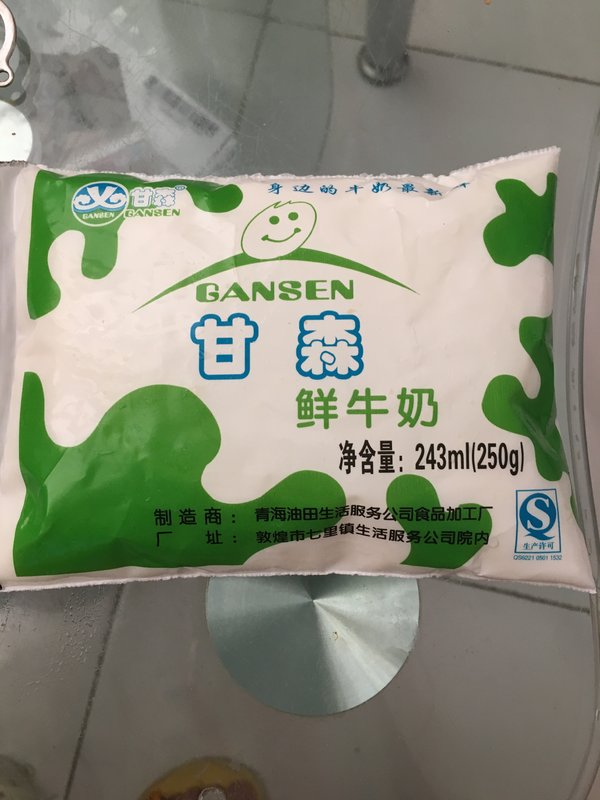 身边的牛奶最新鲜
甘森®
GANSEN GANSEN
GANSEN
甘森
鲜牛奶
净含量：243ml(250g)
制造商：青海油田生活服务公司食品加工厂
厂址：敦煌市七里镇生活服务公司院内
生产许可
QS6221 0501 1532